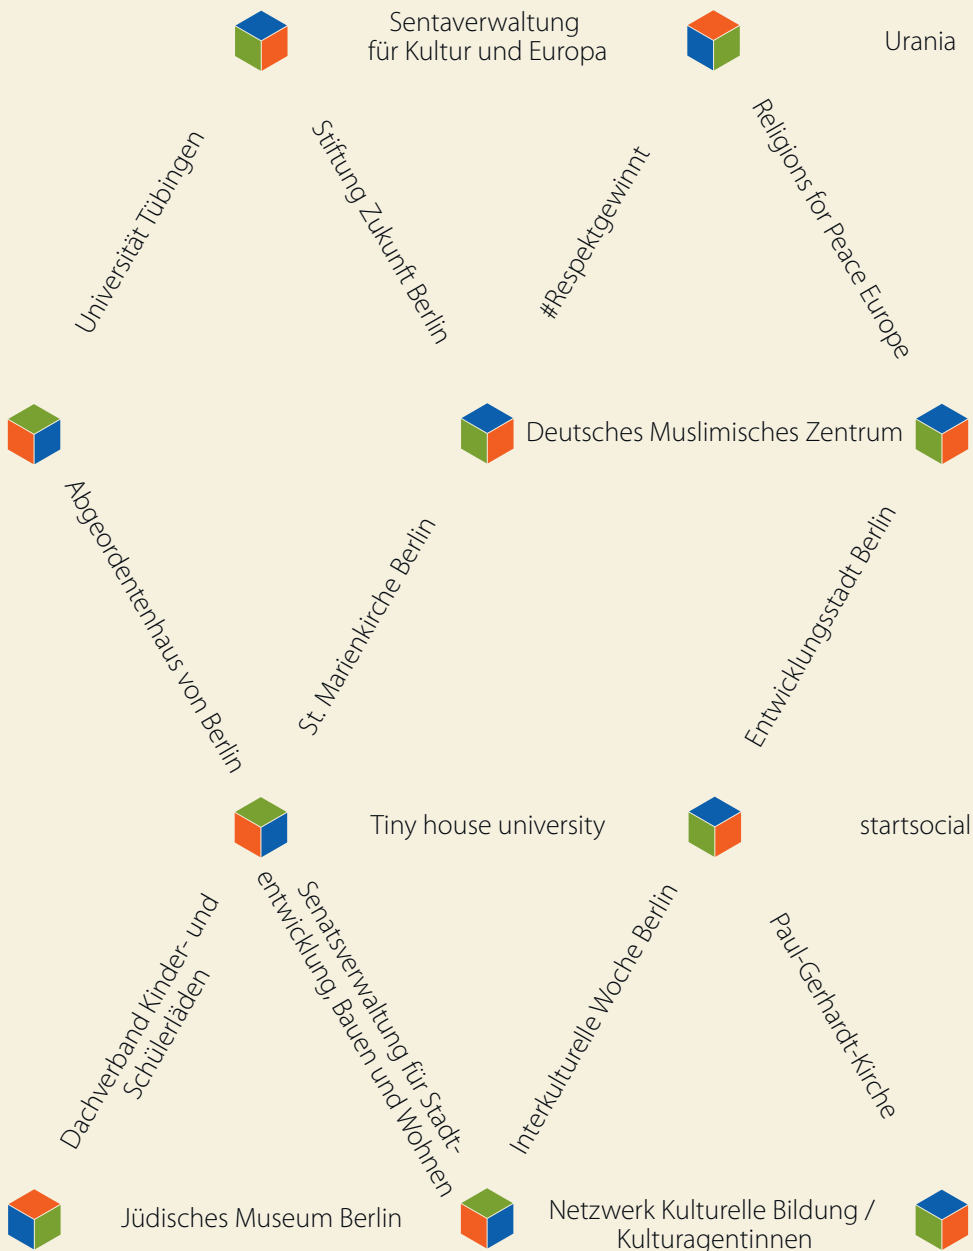 Sentaverwaltung
für Kultur und Europa
Urania
Universität Tübingen
Stiftung Zukunft Berlin
#Respektgewinnt
Religions for Peace Europe
Deutsches Muslimisches Zentrum
Abgeordentenhaus von Berlin
St. Marienkirche Berlin
Entwicklungsstadt Berlin
Tiny house university
startsocial
Dachverband Kinder- und
Schülerläden
Senatsverwaltung für Stadt-
entwicklung, Bauen und Wohnen
Interkulturelle Woche Berlin
Paul-Gerhardt-Kirche
Jüdisches Museum Berlin
Netzwerk Kulturelle Bildung /
Kulturagentinnen